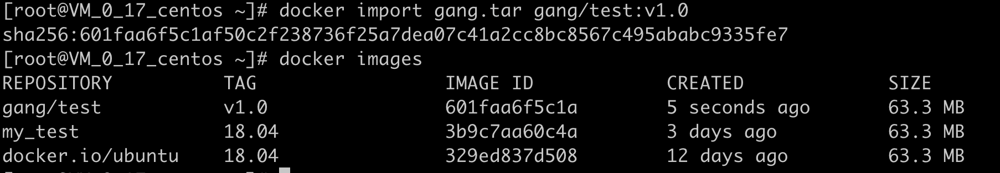 [root@VM_0_17_centos ~]# docker import gang.tar gang/test:v1.0
sha256:601faa6f5c1af50c2f238736f25a7dea07c41a2cc8bc8567c495ababc9335fe7
[root@VM_0_17_centos ~]# docker images
REPOSITORY TAG IMAGE ID CREATED SIZE
gang/test v1.0 601faa6f5c1a 5 seconds ago 63.3 MB
my_test 18.04 3b9c7aa60c4a 3 days ago 63.3 MB
docker.io/ubuntu 18.04 329ed837d508 12 days ago 63.3 MB